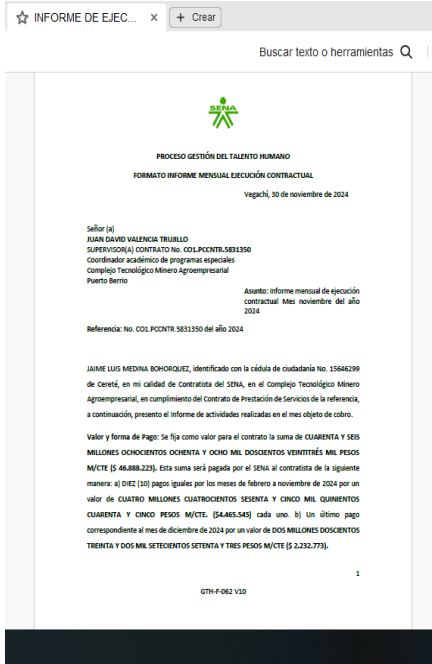 INFORME DE EJEC... × + Crear
Buscar texto o herramientas
SENA
PROCESO GESTIÓN DEL TALENTO HUMANO
FORMATO INFORME MENSUAL EJECUCIÓN CONTRACTUAL
Vegachí, 30 de noviembre de 2024
Señor (a)
JUAN DAVID VALENCIA TRUJILLO
SUPERVISOR(A) CONTRATO No. CO1.PCCNTR.5831350
Coordinador académico de programas especiales
Complejo Tecnológico Minero Agroempresarial
Puerto Berrio
Asunto: Informe mensual de ejecución
contractual Mes noviembre del año
2024
Referencia: No. CO1.PCCNTR.5831350 del año 2024
JAIME LUIS MEDINA BOHORQUEZ, identificado con la cédula de ciudadanía No. 15646299
de Cereté, en mi calidad de Contratista del SENA, en el Complejo Tecnológico Minero
Agroempresarial, en cumplimiento del Contrato de Prestación de Servicios de la referencia,
a continuación, presento el Informe de actividades realizadas en el mes objeto de cobro.
Valor y forma de Pago: Se fija como valor para el contrato la suma de CUARENTA Y SEIS
MILLONES OCHOCIENTOS OCHENTA Y OCHO MIL DOSCIENTOS VEINTITRÉS MIL PESOS
M/CTE ($ 46.888.223). Esta suma será pagada por el SENA al contratista de la siguiente
manera: a) DIEZ (10) pagos iguales por los meses de febrero a noviembre de 2024 por un
valor de CUATRO MILLONES CUATROCIENTOS SESENTA Y CINCO MIL QUINIENTOS
CUARENTA Y CINCO PESOS M/CTE. ($4.465.545) cada uno. b) Un último pago
correspondiente al mes de diciembre de 2024 por un valor de DOS MILLONES DOSCIENTOS
TREINTA Y DOS MIL SETECIENTOS SETENTA Y TRES PESOS M/CTE ($ 2.232.773).
1
GTH-F-062 V10